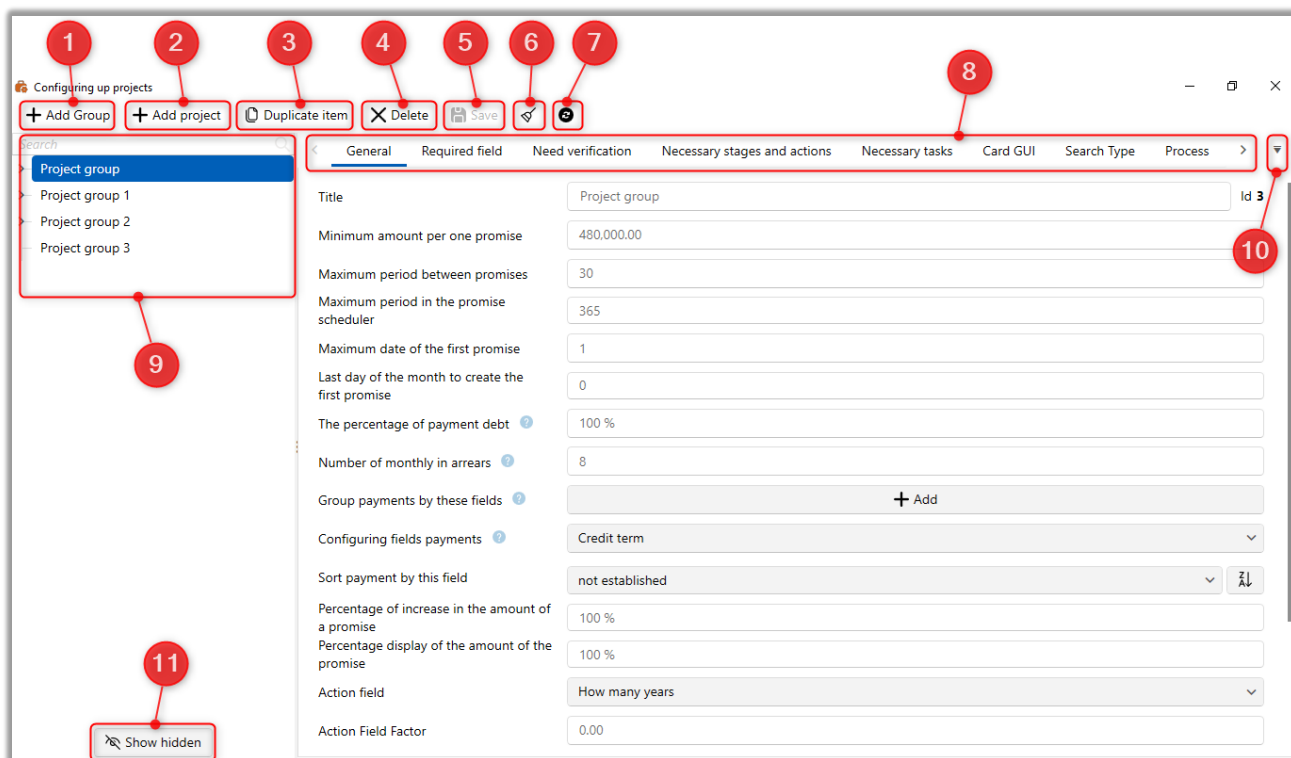 1 2 3 4 5 6 7 8
Configuring up projects
Add Group Add project Duplicate item Delete Save
Search
General Required field Need verification Necessary stages and actions Necessary tasks Card GUI Search Type Process
Project group
Project group 1
Project group 2
Project group 3
9
Title Project group Id 3
10
Minimum amount per one promise 480,000.00
Maximum period between promises 30
Maximum period in the promise
scheduler 365
Maximum date of the first promise 1
Last day of the month to create the
first promise 0
The percentage of payment debt ? 100 %
Number of monthly in arrears ? 8
Group payments by these fields ? Add
Configuring fields payments ? Credit term
Sort payment by this field not established ZA
Percentage of increase in the amount of
a promise 100 %
Percentage display of the amount of the
promise 100 %
Action field How many years
Action Field Factor 0.00
11
Show hidden